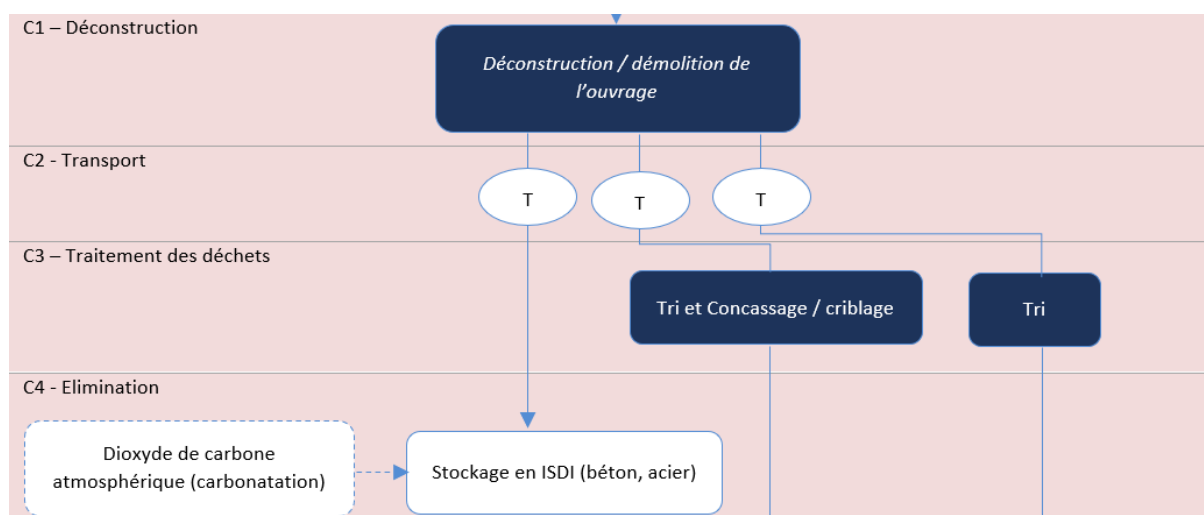 C1 – Déconstruction
Déconstruction / démolition de
l’ouvrage
C2 - Transport
T
T
T
C3 – Traitement des déchets
Tri et Concassage / criblage
Tri
C4 - Elimination
Dioxyde de carbone
atmosphérique (carbonatation)
Stockage en ISDI (béton, acier)